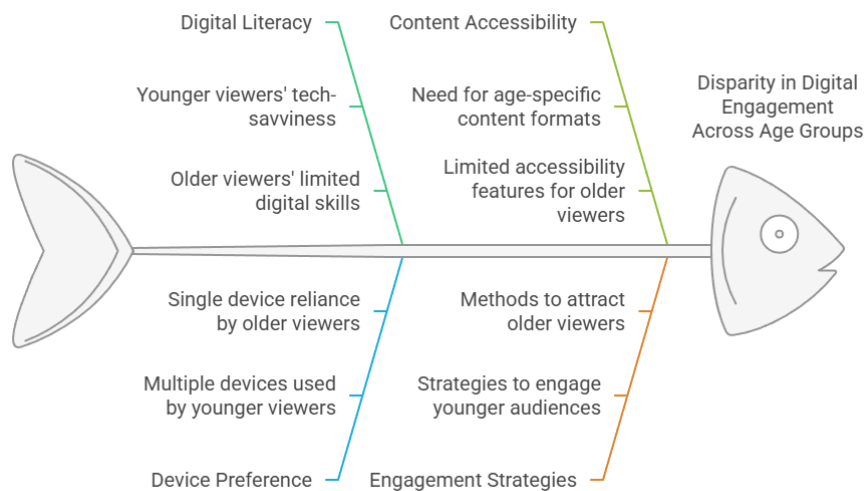 Digital Literacy
Younger viewers' tech-
savviness
Older viewers' limited
digital skills
Content Accessibility
Need for age-specific
content formats
Limited accessibility
features for older
viewers
Disparity in Digital
Engagement
Across Age Groups
Single device reliance
by older viewers
Multiple devices used
by younger viewers
Device Preference
Methods to attract
older viewers
Strategies to engage
younger audiences
Engagement Strategies